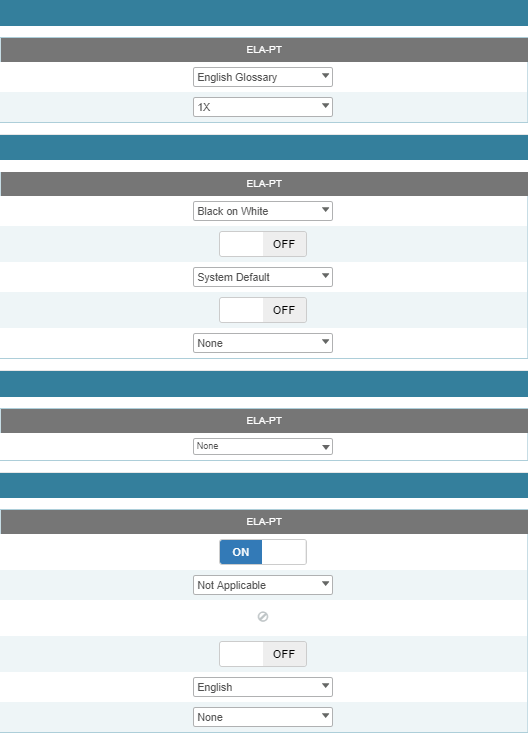 ELA-PT
English Glossary
1X
ELA-PT
Black on White
OFF
System Default
OFF
None
ELA-PT
None
ELA-PT
ON
Not Applicable
OFF
English
None